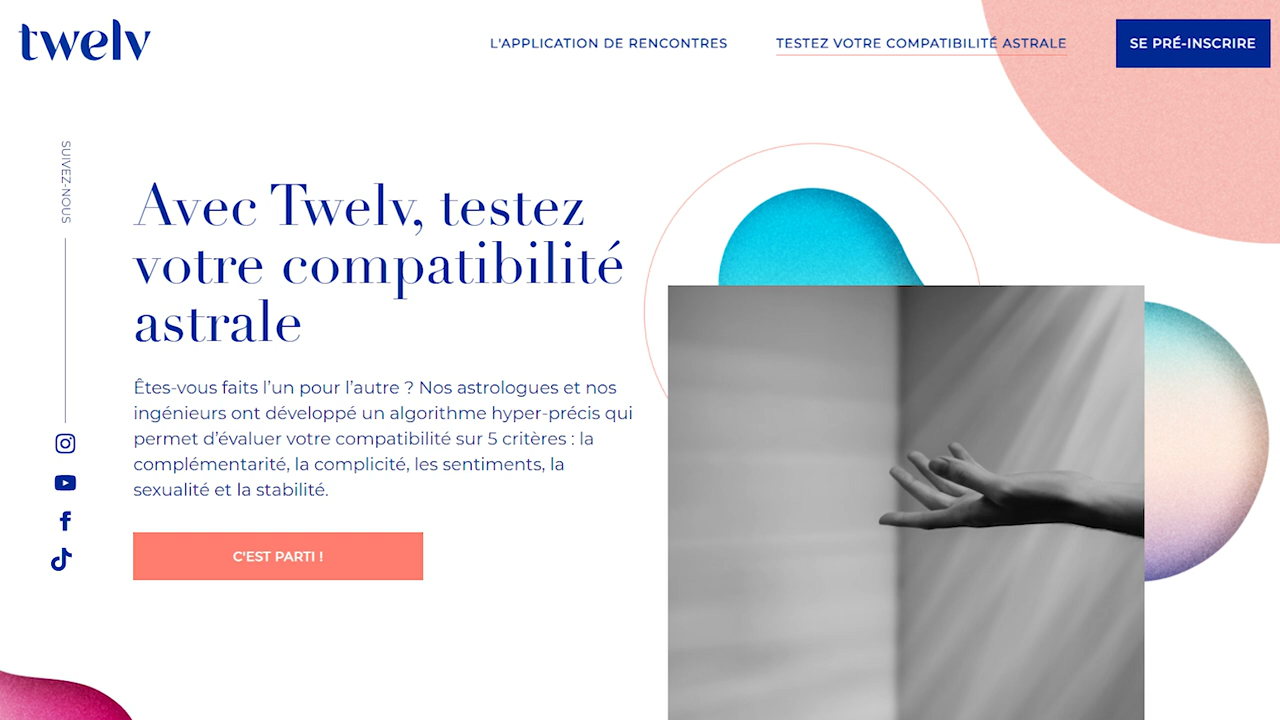 twelv
L'APPLICATION DE RENCONTRES
TESTEZ VOTRE COMPATIBILITÉ ASTRALE
SE PRÉ-INSCRIRE
SUIVEZ-NOUS
Avec Twelv, testez
votre compatibilité
astrale
Êtes-vous faits l’un pour l’autre ? Nos astrologues et nos
ingénieurs ont développé un algorithme hyper-précis qui
permet d’évaluer votre compatibilité sur 5 critères : la
complémentarité, la complicité, les sentiments, la
sexualité et la stabilité.
C'EST PARTI !